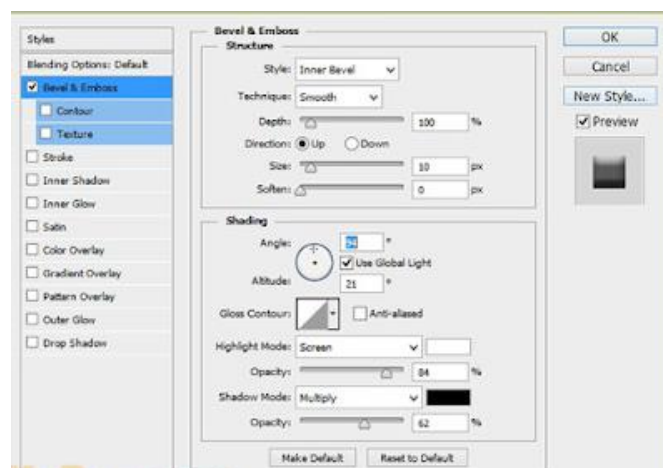 Styles
Blending Options: Default
Bevel & Emboss
Contour
Texture
Stroke
Inner Shadow
Inner Glow
Satin
Color Overlay
Gradient Overlay
Pattern Overlay
Outer Glow
Drop Shadow
Bevel & Emboss
Structure
Style: Inner Bevel
Technique: Smooth
Depth: 100 %
Direction: Up Down
Size: 10 px
Soften: 0 px
Shading
Angle: 94 °
Use Global Light
Altitude: 21 °
Gloss Contour: Anti-aliased
Highlight Mode: Screen
Opacity: 84 %
Shadow Mode: Multiply
Opacity: 62 %
Make Default Reset to Default
OK
Cancel
New Style...
Preview